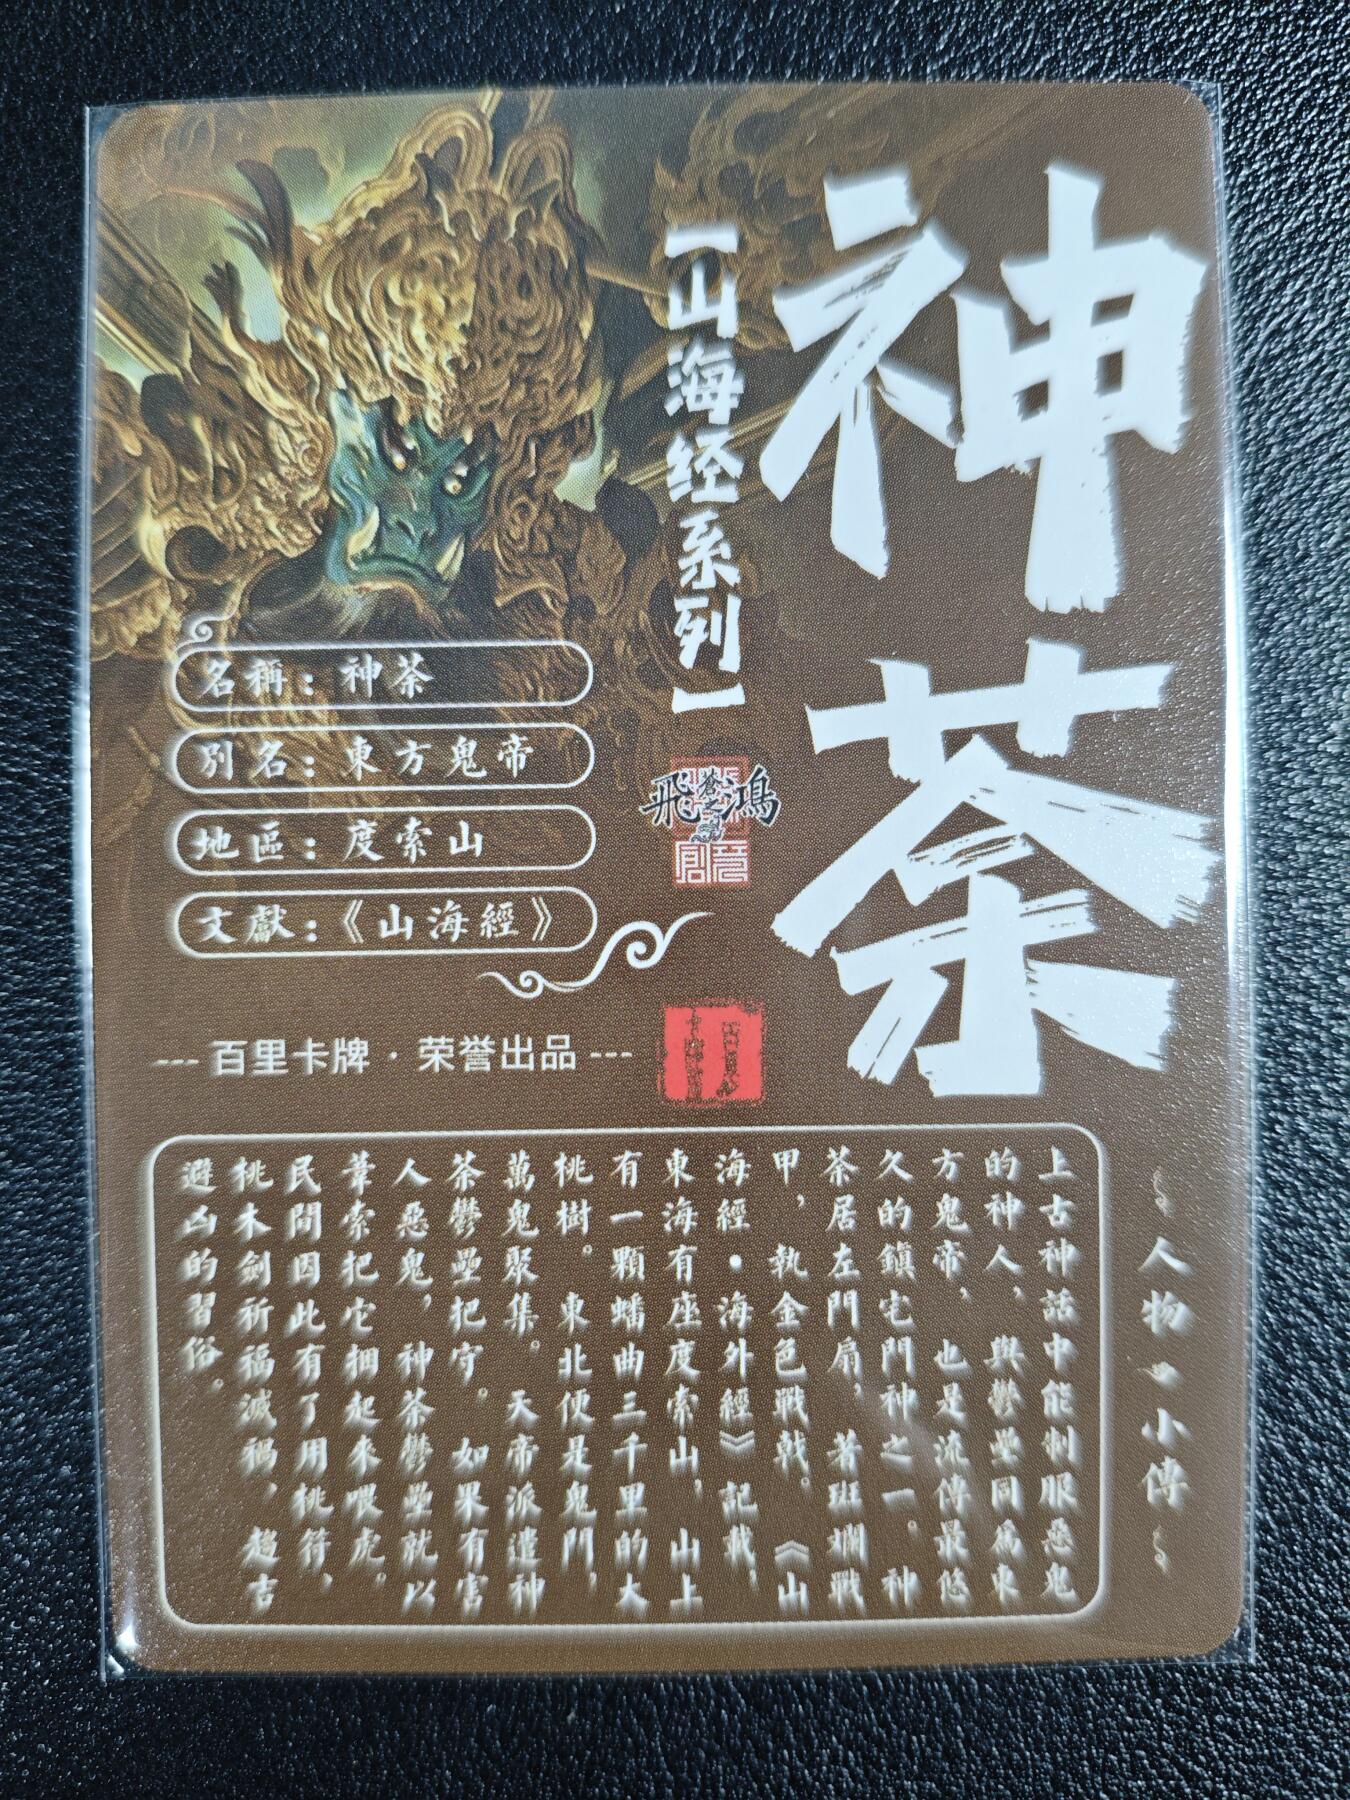 神荼
【山海经系列】
飛鴻
蒼之
名稱：神荼
別名：東方鬼帝
地區：度索山
文獻：《山海經》
--- 百里卡牌 · 荣誉出品 ---
人物小傳
上古神話中能制服惡鬼
的神人，與鬱壘同爲東
方鬼帝，也是流傳最悠
久的鎮宅門神之一。神
荼居左門扇，著斑斕戰
甲，執金色戰戟。《山
海經•海外經》記載，
東海有座度索山，山上
有一顆蟠曲三千里的大
桃樹。東北便是鬼門，
萬鬼聚集。天帝派遣神
荼鬱壘把守。如果有害
人惡鬼，神荼鬱壘就以
葦索把它捆起來喂虎。
民間因此有了用桃符，
桃木劍祈福滅禍，趨吉
避凶的習俗。